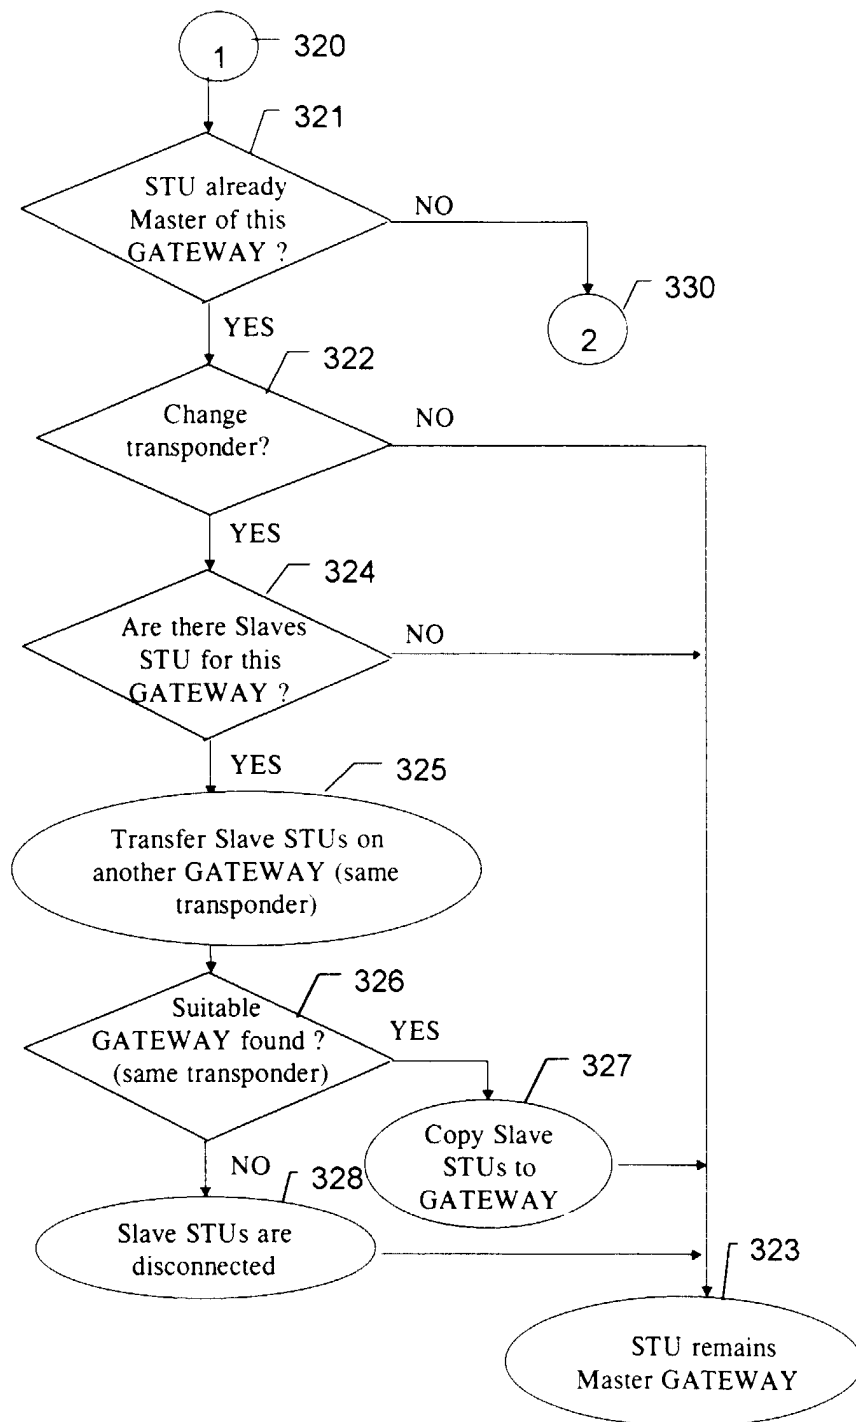 1
320
321
STU already
Master of this
GATEWAY ?
NO
330
2
YES
322
Change
transponder?
NO
YES
324
Are there Slaves
STU for this
GATEWAY ?
NO
YES
325
Transfer Slave STUs on
another GATEWAY (same
transponder)
326
Suitable
GATEWAY found ?
(same transponder)
YES
327
Copy Slave
STUs to
GATEWAY
NO
328
Slave STUs are
disconnected
323
STU remains
Master GATEWAY